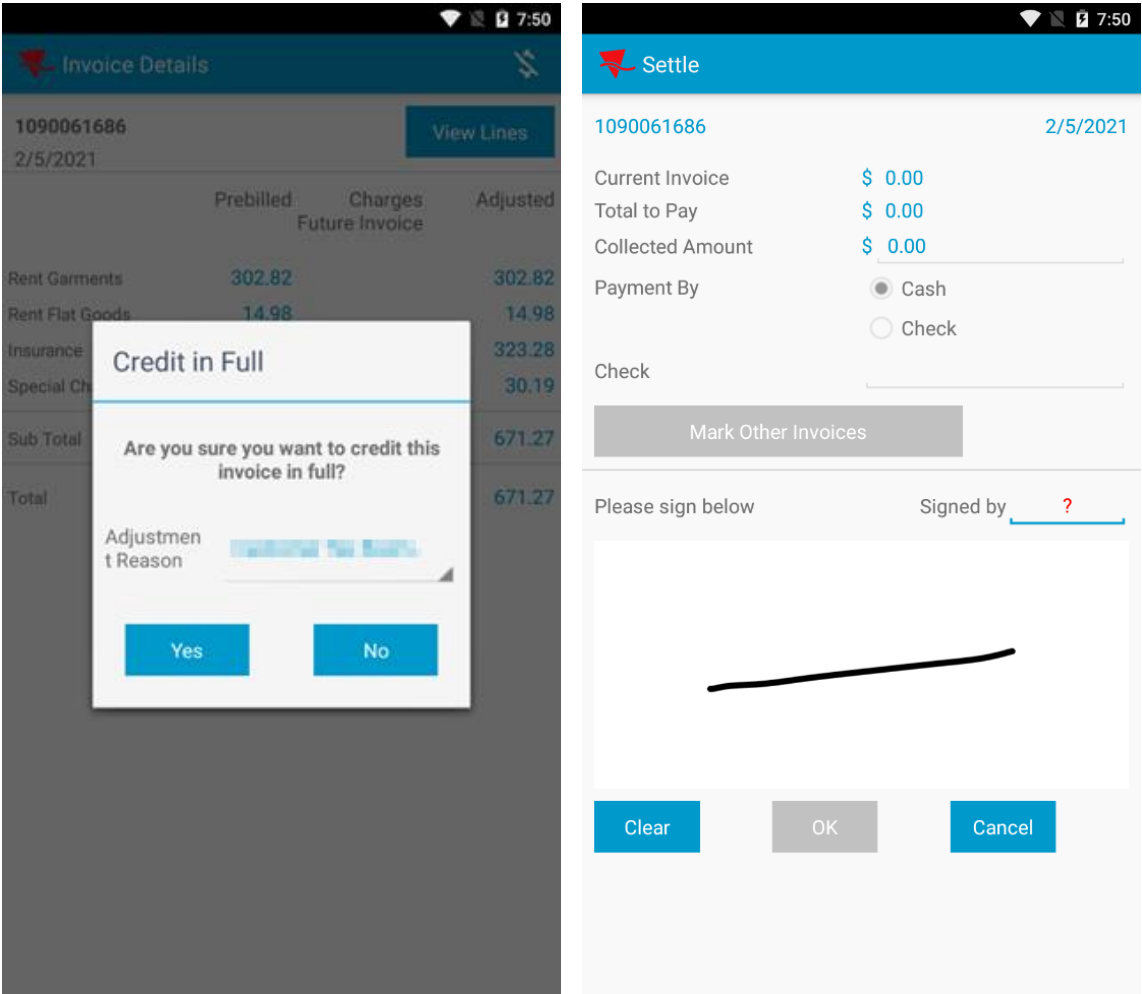 7:50
Invoice Details
1090061686
View Lines
2/5/2021
Prebilled Charges Adjusted
Future Invoice
Rent Garments 302.82 302.82
Rent Flat Goods 14.98 14.98
Insurance 323.28
Special Ch 30.19
Sub Total 671.27
Total 671.27
Credit in Full
Are you sure you want to credit this
invoice in full?
Adjustmen
t Reason
Yes No
7:50
Settle
1090061686 2/5/2021
Current Invoice $ 0.00
Total to Pay $ 0.00
Collected Amount $ 0.00
Payment By Cash
Check
Check
Mark Other Invoices
Please sign below Signed by ?
Clear OK Cancel